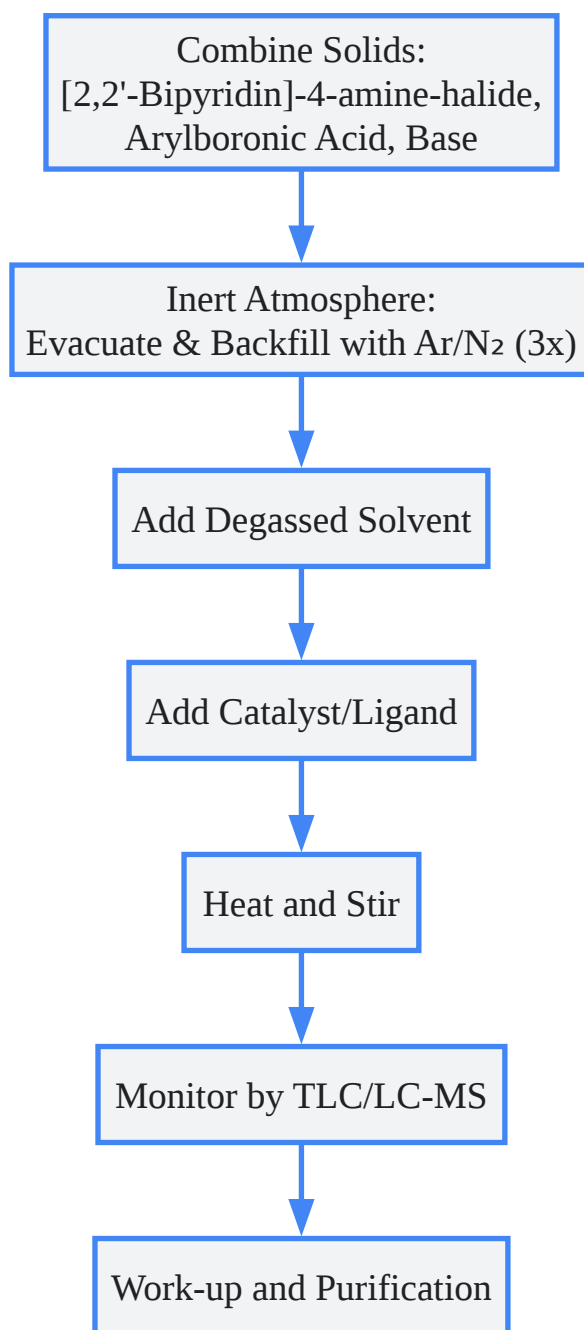 Combine Solids:
[2,2'-Bipyridin]-4-amine-halide,
Arylboronic Acid, Base
Inert Atmosphere:
Evacuate & Backfill with Ar/N₂ (3x)
Add Degassed Solvent
Add Catalyst/Ligand
Heat and Stir
Monitor by TLC/LC-MS
Work-up and Purification